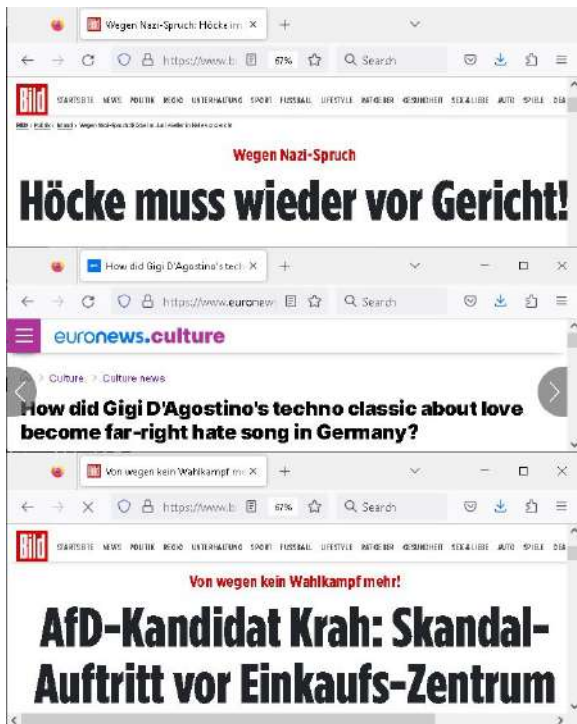 Wegen Nazi-Spruch: Höcke im
67%
Search
https://www.b
Bild
STARTSEITE NEWS POLITIK REGIO UNTERHALTUNG SPORT FUSSBALL LIFESTYLE RATGEBER GESUNDHEIT SEX & LIEBE AUTO SPIELE DEA
Wegen Nazi-Spruch
Höcke muss wieder vor Gericht!
How did Gigi D'Agostino's tech
https://www.euronew
Search
euronews.culture
Culture > Culture news
How did Gigi D'Agostino's techno classic about love
become far-right hate song in Germany?
Von wegen kein Wahlkampf me
https://www.b
67%
Search
Bild
STARTSEITE NEWS POLITIK REGIO UNTERHALTUNG SPORT FUSSBALL LIFESTYLE RATGEBER GESUNDHEIT SEX & LIEBE AUTO SPIELE DEA
Von wegen kein Wahlkampf mehr!
AfD-Kandidat Krah: Skandal-
Auftritt vor Einkaufs-Zentrum